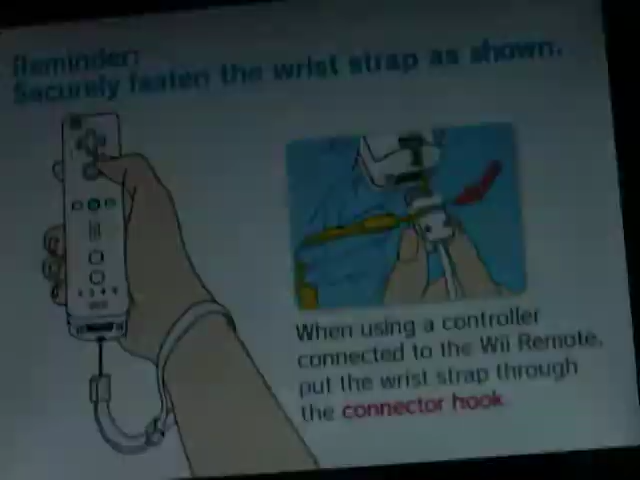 Reminder:
Securely fasten the wrist strap as shown.
When using a controller
connected to the Wii Remote,
put the wrist strap through
the connector hook.